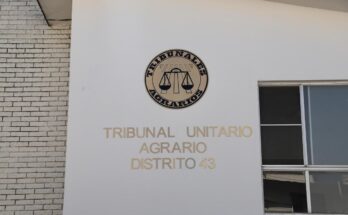 TRIBUNALES
AGRARIOS
TRIBUNAL UNITARIO
AGRARIO
DISTRITO 43